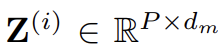 𝐙⁽ⁱ⁾ ∈ ℝ^{P×d_m}